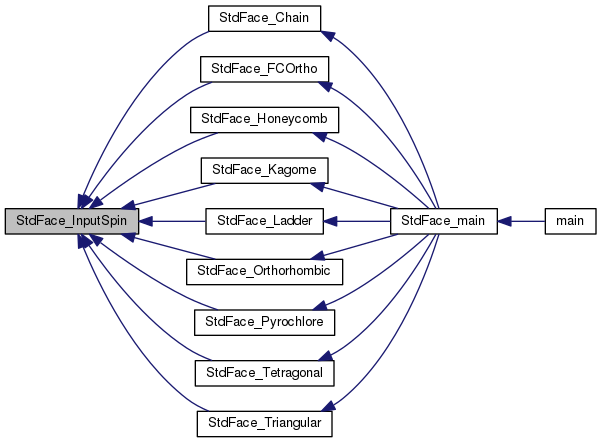 StdFace_Chain
StdFace_FCOrtho
StdFace_Honeycomb
StdFace_Kagome
StdFace_InputSpin
StdFace_Ladder
StdFace_main
main
StdFace_Orthorhombic
StdFace_Pyrochlore
StdFace_Tetragonal
StdFace_Triangular